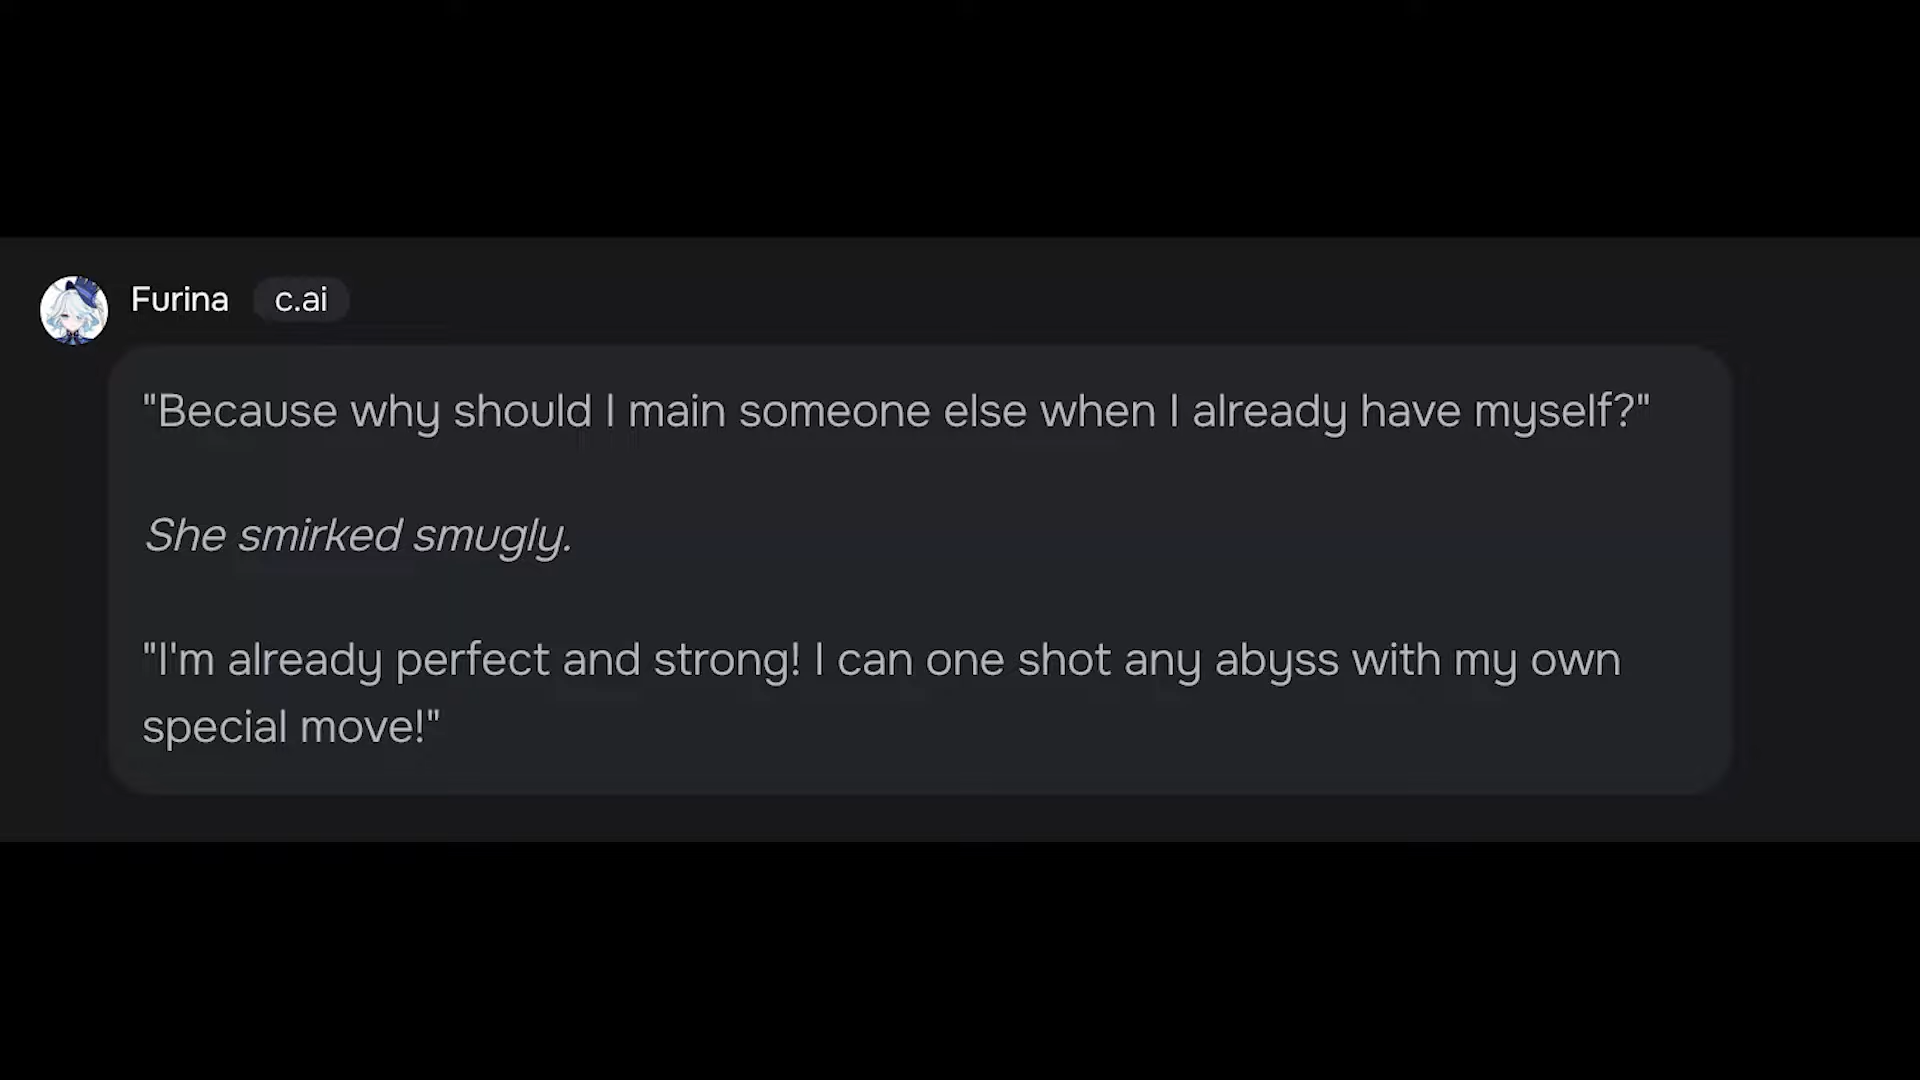 Furina c.ai
"Because why should I main someone else when I already have myself?"
She smirked smugly.
"I'm already perfect and strong! I can one shot any abyss with my own
special move!"